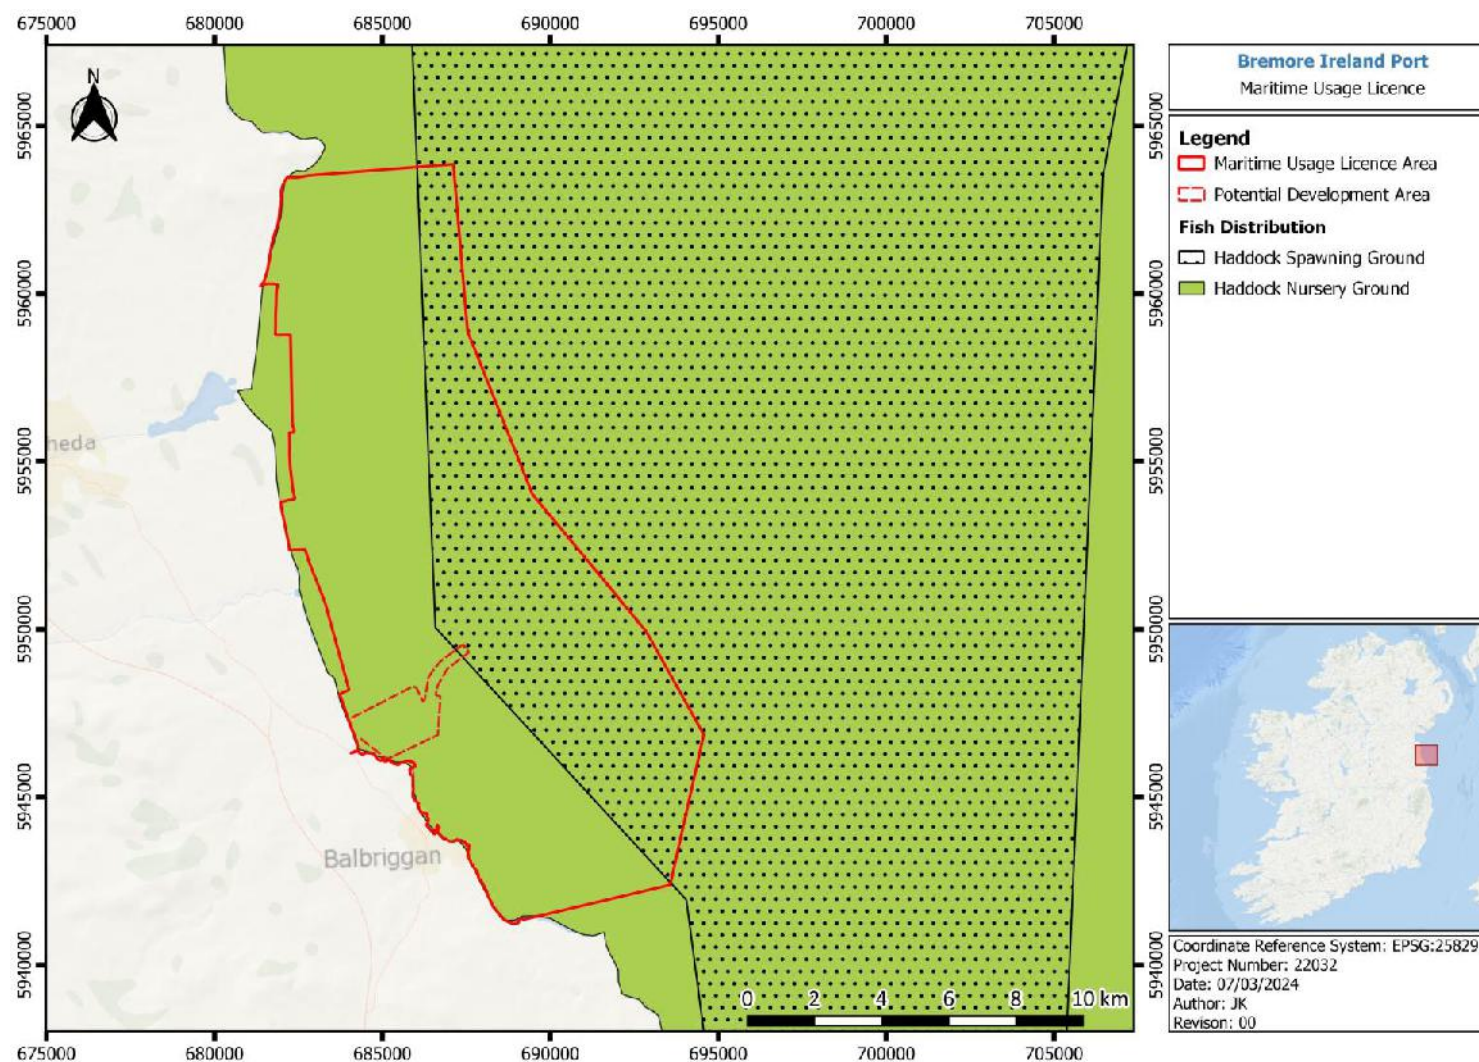 675000 680000 685000 690000 695000 700000 705000
N
5965000
5960000
5955000
5950000
5945000
5940000
neda
Balbriggan
0 2 4 6 8 10 km
5965000
5960000
5955000
5950000
5945000
5940000
675000 680000 685000 690000 695000 700000 705000
Bremore Ireland Port
Maritime Usage Licence
Legend
Maritime Usage Licence Area
Potential Development Area
Fish Distribution
Haddock Spawning Ground
Haddock Nursery Ground
Coordinate Reference System: EPSG:25829
Project Number: 22032
Date: 07/03/2024
Author: JK
Revison: 00